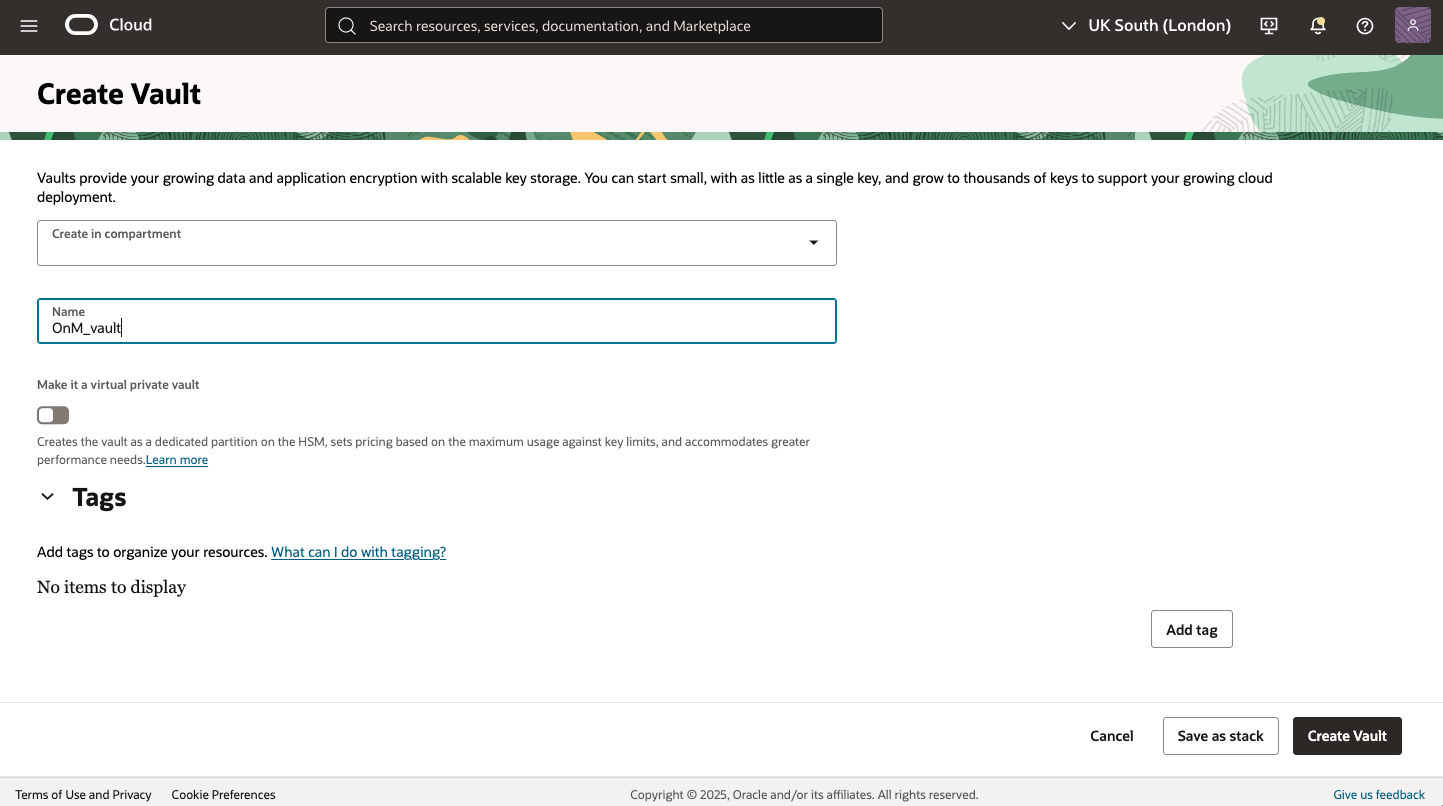 Cloud
Search resources, services, documentation, and Marketplace
UK South (London)
Create Vault
Vaults provide your growing data and application encryption with scalable key storage. You can start small, with as little as a single key, and grow to thousands of keys to support your growing cloud
deployment.
Create in compartment
Name
OnM_vault
Make it a virtual private vault
Creates the vault as a dedicated partition on the HSM, sets pricing based on the maximum usage against key limits, and accommodates greater
performance needs.Learn more
Tags
Add tags to organize your resources. What can I do with tagging?
No items to display
Add tag
Cancel
Save as stack
Create Vault
Terms of Use and Privacy
Cookie Preferences
Copyright © 2025, Oracle and/or its affiliates. All rights reserved.
Give us feedback